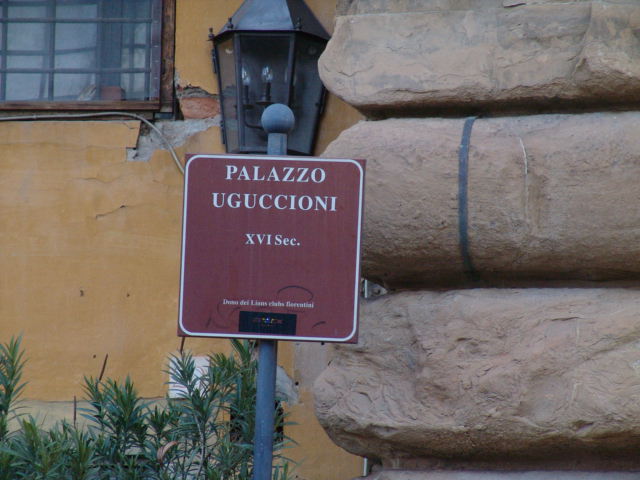 PALAZZO
UGUCCIONI
XVI Sec.
Dono dei Lions clubs fiorentini